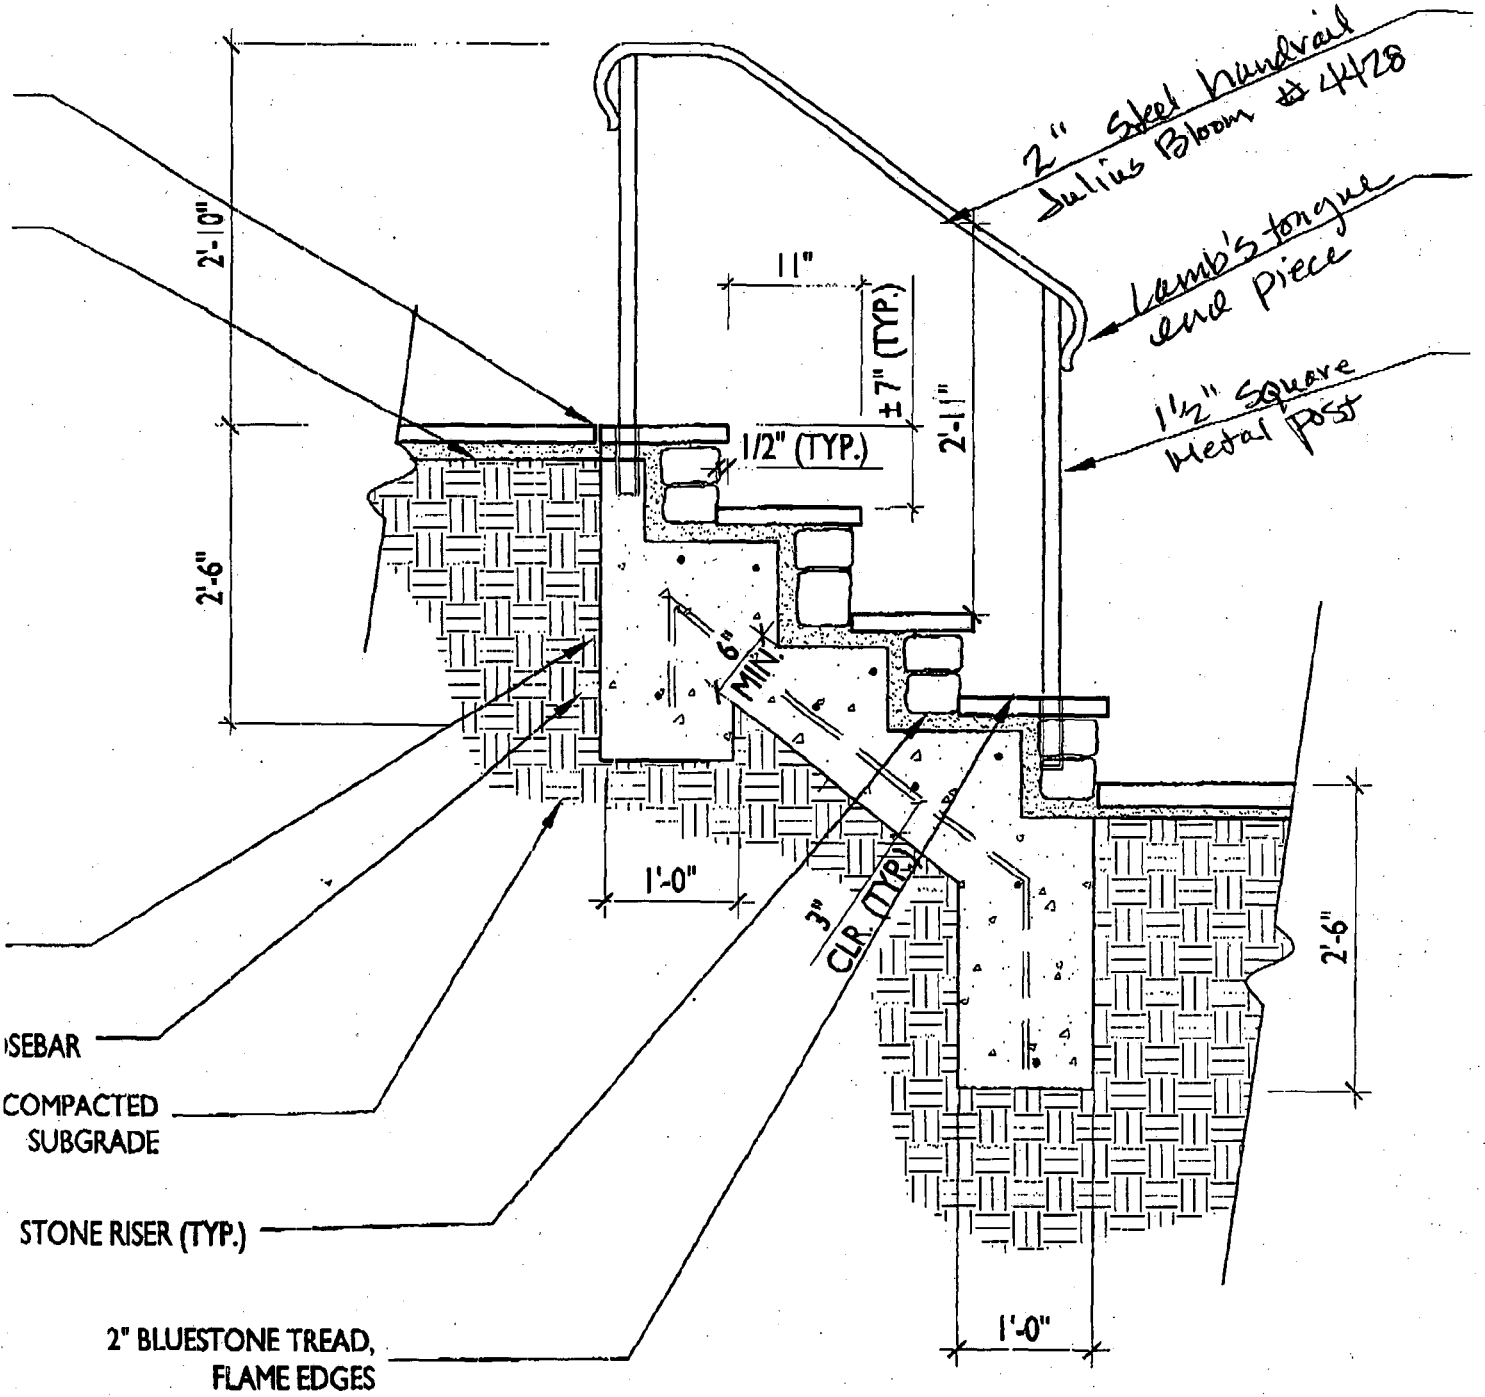 2" Steel handrail
Julius Bloom # 4428
Lamb's tongue
end piece
1½" Square
Metal post
2'-10"
11"
± 7" (TYP.)
2'-11"
1/2" (TYP.)
2'-6"
6"
MIN.
1'-0"
3"
CLR. (TYP.)
2'-6"
SEBAR
COMPACTED
SUBGRADE
STONE RISER (TYP.)
1'-0"
2" BLUESTONE TREAD,
FLAME EDGES